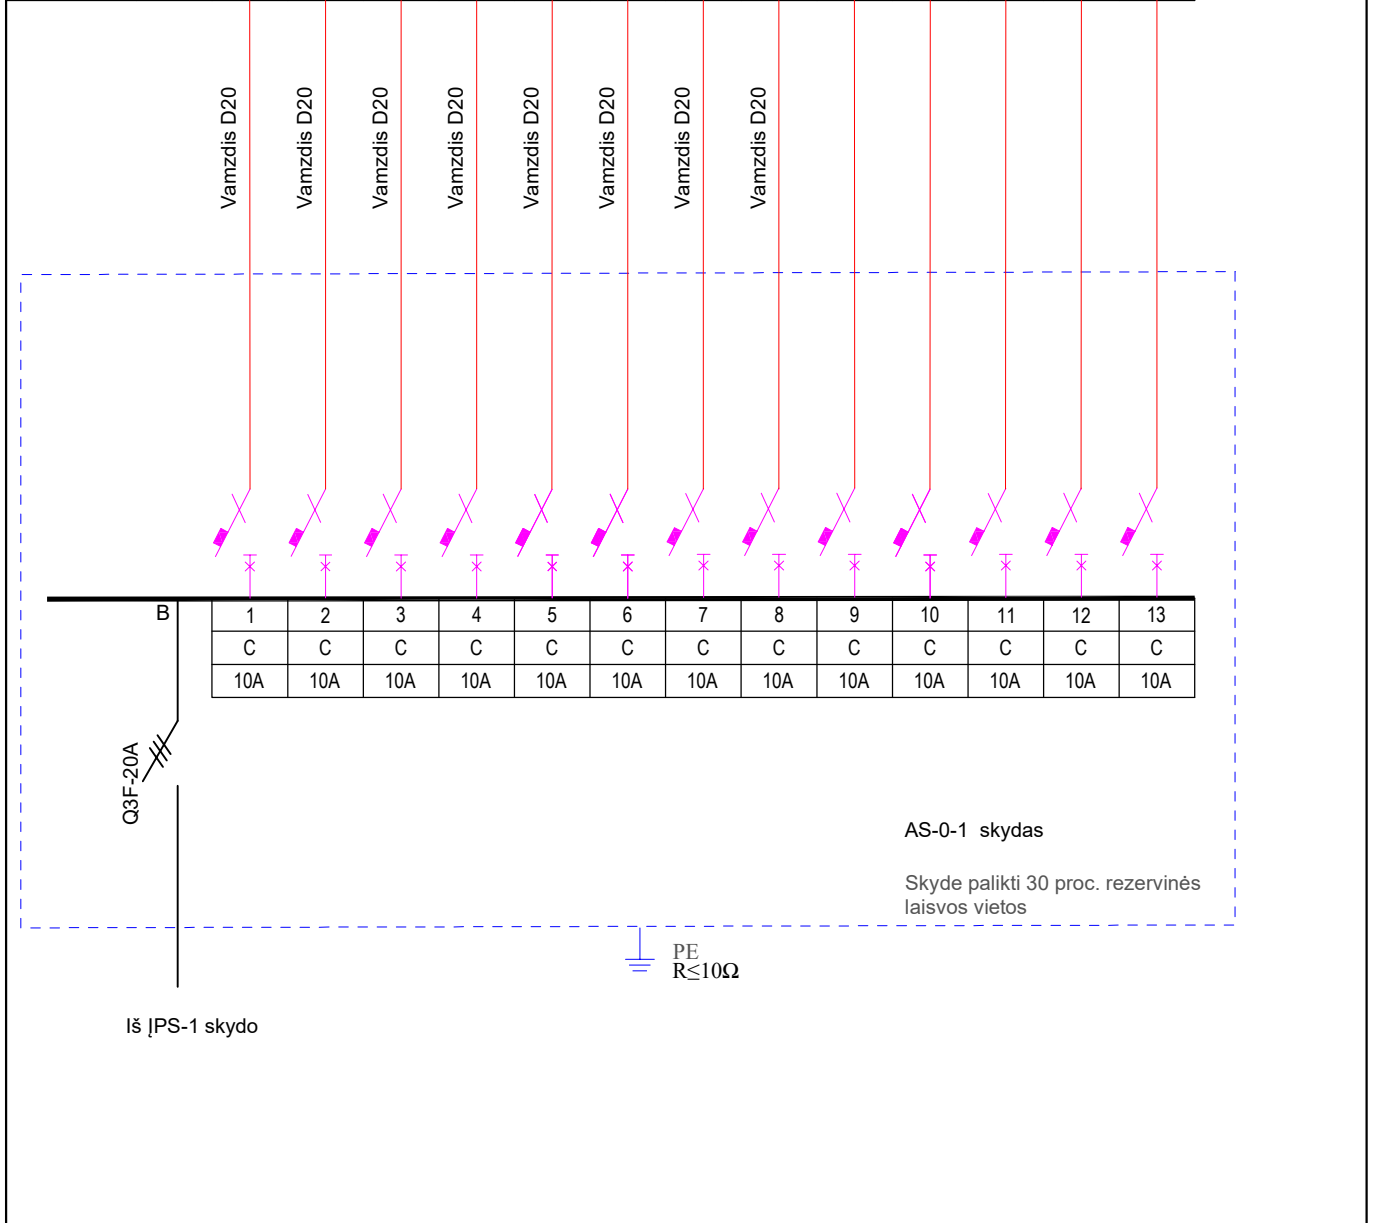 Vamzdis D20
Vamzdis D20
Vamzdis D20
Vamzdis D20
Vamzdis D20
Vamzdis D20
Vamzdis D20
Vamzdis D20
B
1 2 3 4 5 6 7 8 9 10 11 12 13
C C C C C C C C C C C C C
10A 10A 10A 10A 10A 10A 10A 10A 10A 10A 10A 10A 10A
Q3F-20A
AS-0-1 skydas
Skyde palikti 30 proc. rezervinės
laisvos vietos
PE
R≤10Ω
Iš ĮPS-1 skydo